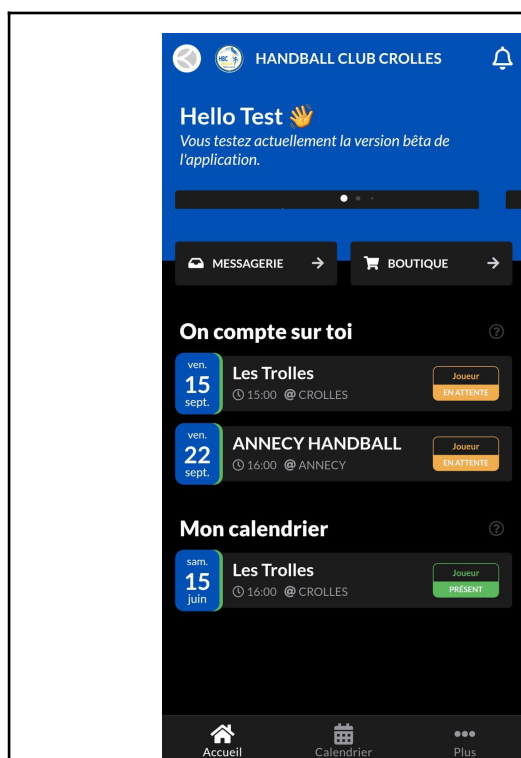 HBC HANDBALL CLUB CROLLES
Hello Test 👋
Vous testez actuellement la version bêta de
l'application.
MESSAGERIE → BOUTIQUE →
On compte sur toi
ven.
15
sept.
Les Trolles
15:00 @ CROLLES
Joueur
EN ATTENTE
ven.
22
sept.
ANNECY HANDBALL
16:00 @ ANNECY
Joueur
EN ATTENTE
Mon calendrier
sam.
15
juin
Les Trolles
16:00 @ CROLLES
Joueur
PRÉSENT
Accueil Calendrier Plus